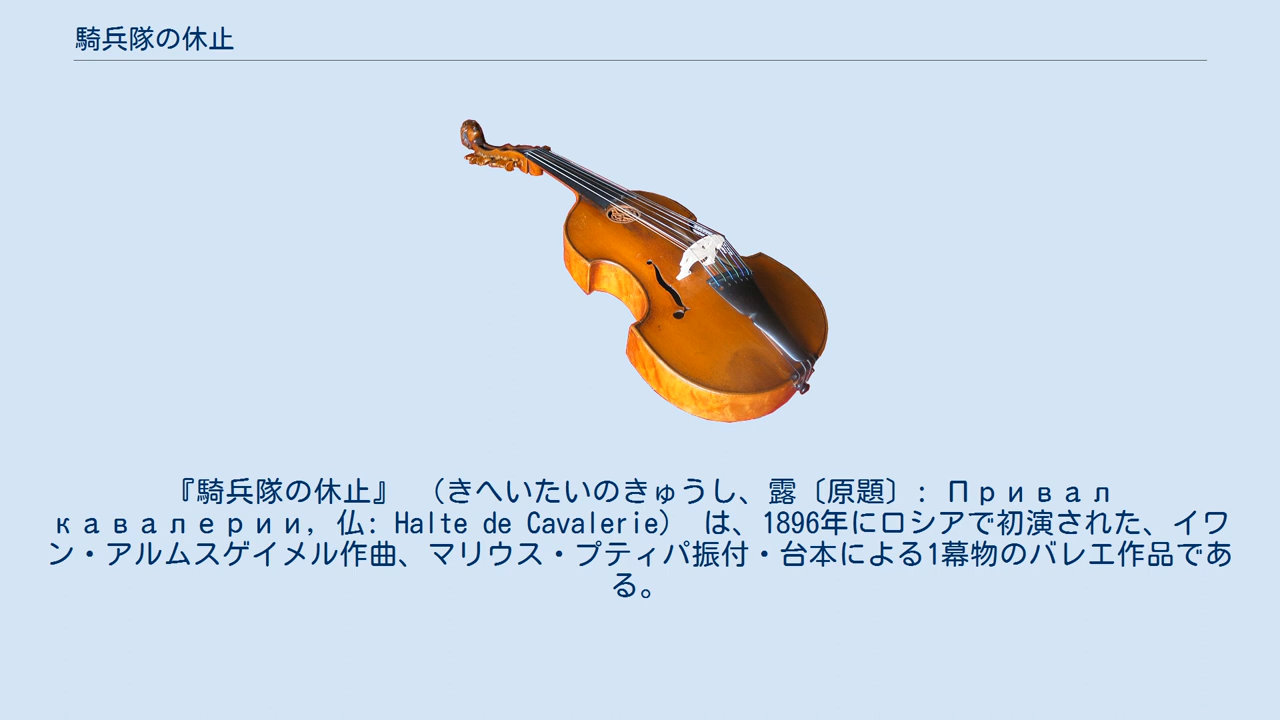 騎兵隊の休止
『騎兵隊の休止』 （きへいたいのきゅうし、露〔原題〕: Привал
кавалерии, 仏: Halte de Cavalerie） は、1896年にロシアで初演された、イワ
ン・アルムスゲイメル作曲、マリウス・プティパ振付・台本による1幕物のバレエ作品であ
る。